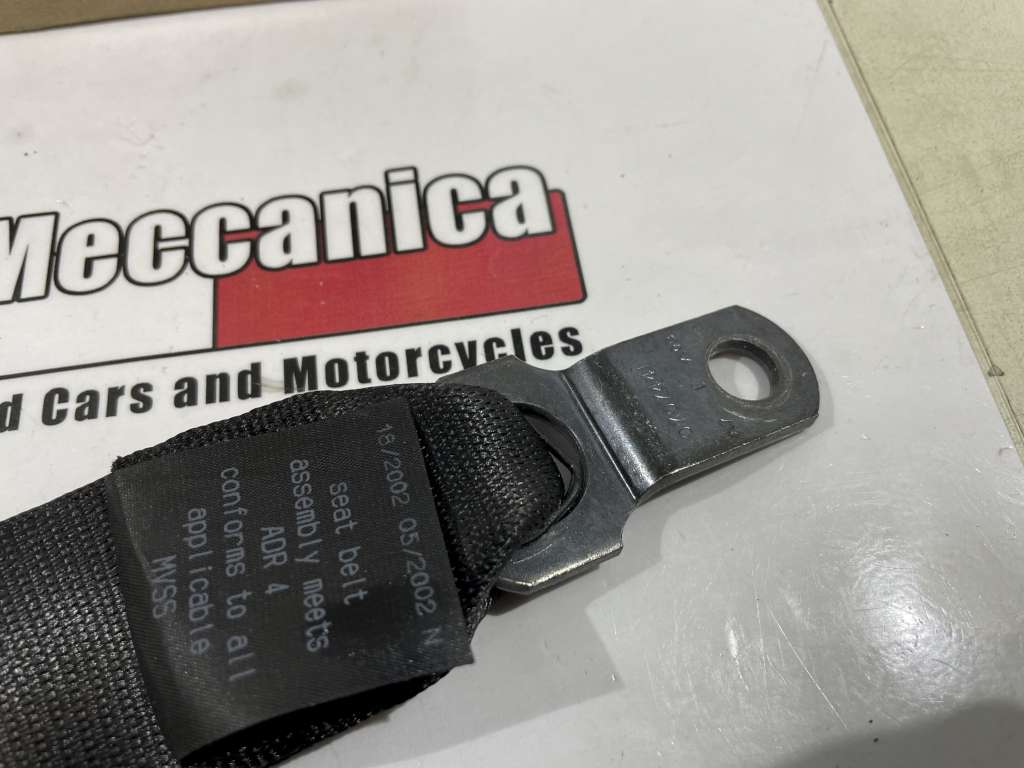 Meccanica
d Cars and Motorcycles
18/2002 05/2002 N
seat belt
assembly meets
ADR 4
conforms to all
applicable
MVSS